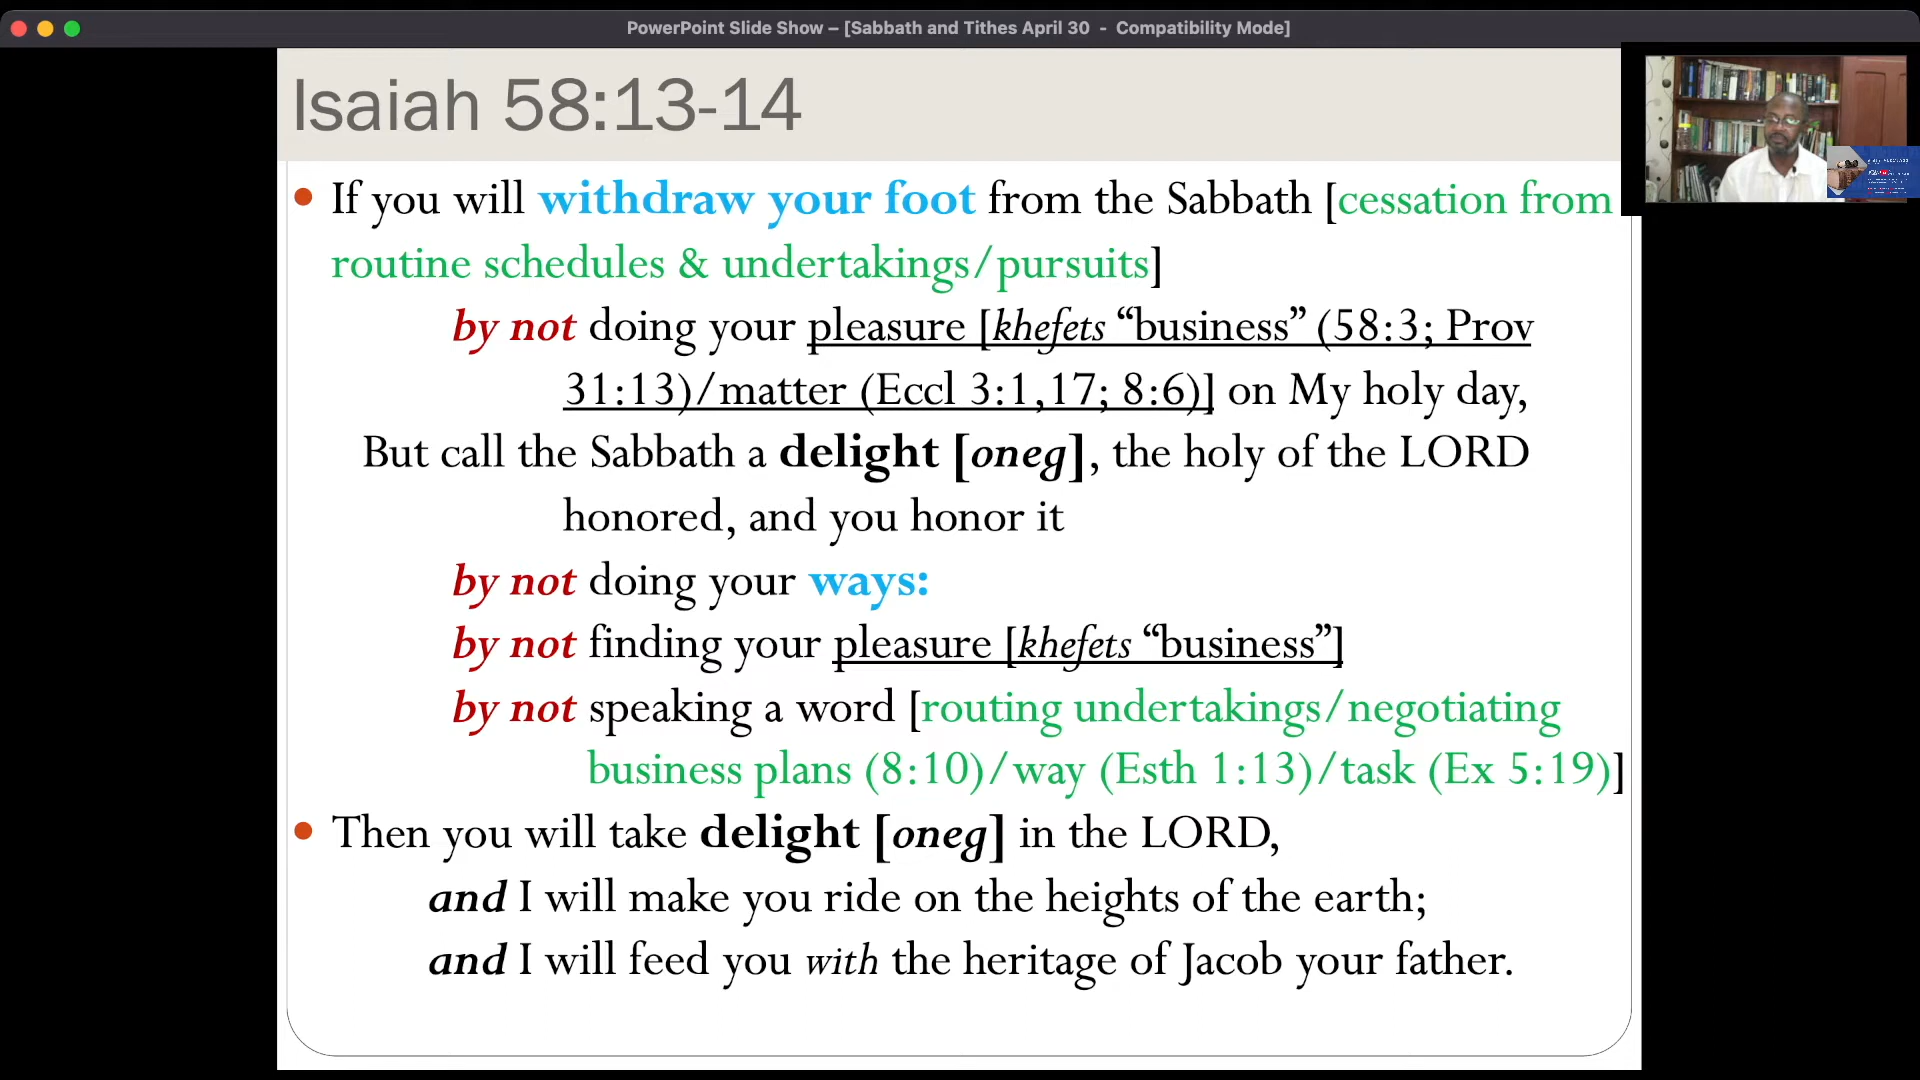 PowerPoint Slide Show – [Sabbath and Tithes April 30 - Compatibility Mode]
Isaiah 58:13-14
• If you will withdraw your foot from the Sabbath [cessation from
routine schedules & undertakings/pursuits]
by not doing your pleasure [khefets “business” (58:3; Prov
31:13)/matter (Eccl 3:1,17; 8:6)] on My holy day,
But call the Sabbath a delight [oneg], the holy of the LORD
honored, and you honor it
by not doing your ways:
by not finding your pleasure [khefets “business”]
by not speaking a word [routing undertakings/negotiating
business plans (8:10)/way (Esth 1:13)/task (Ex 5:19)]
• Then you will take delight [oneg] in the LORD,
and I will make you ride on the heights of the earth;
and I will feed you with the heritage of Jacob your father.